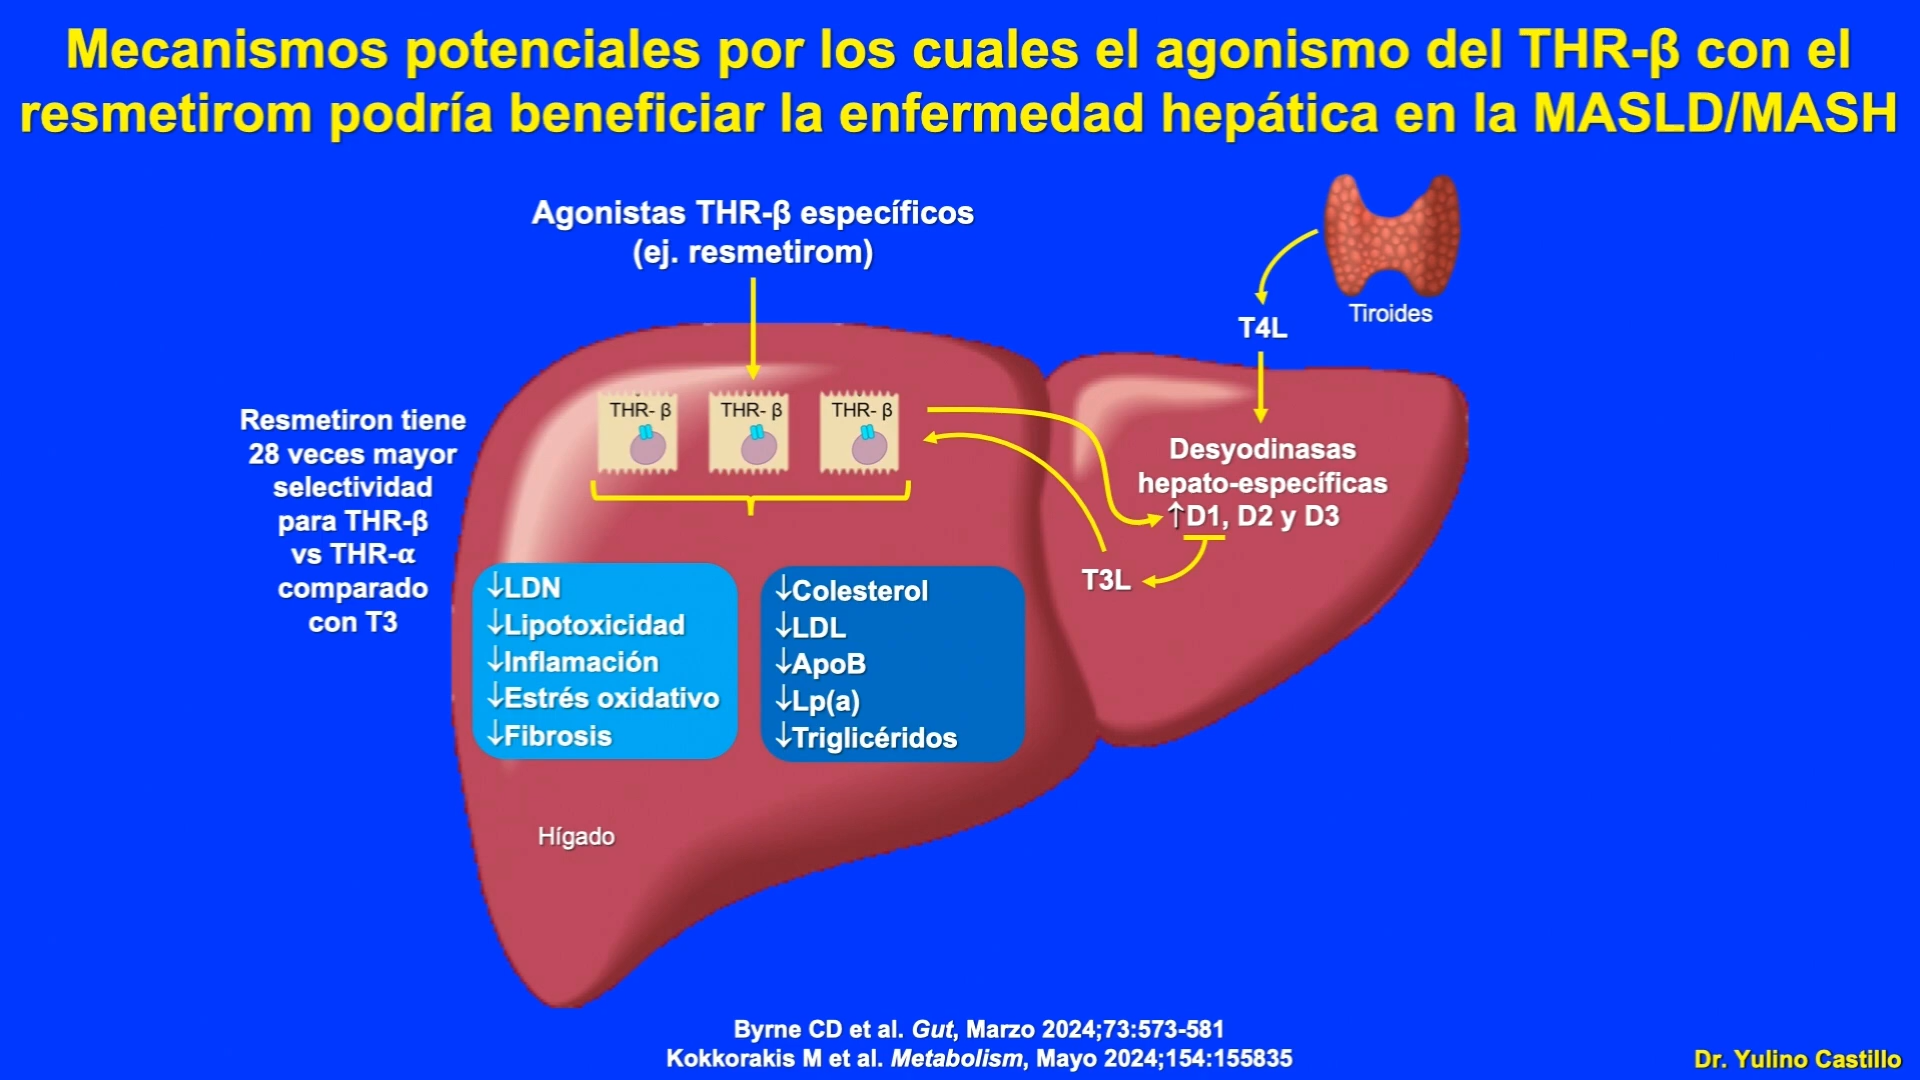 Mecanismos potenciales por los cuales el agonismo del THR-β con el
resmetirom podría beneficiar la enfermedad hepática en la MASLD/MASH
Agonistas THR-β específicos
(ej. resmetirom)
Tiroides
T4L
THR- β
THR- β
THR- β
Resmetiron tiene
28 veces mayor
selectividad
para THR-β
vs THR-α
comparado
con T3
Desyodinasas
hepato-específicas
↑D1, D2 y D3
T3L
↓LDN
↓Lipotoxicidad
↓Inflamación
↓Estrés oxidativo
↓Fibrosis
↓Colesterol
↓LDL
↓ApoB
↓Lp(a)
↓Triglicéridos
Hígado
Byrne CD et al. Gut, Marzo 2024;73:573-581
Kokkorakis M et al. Metabolism, Mayo 2024;154:155835
Dr. Yulino Castillo